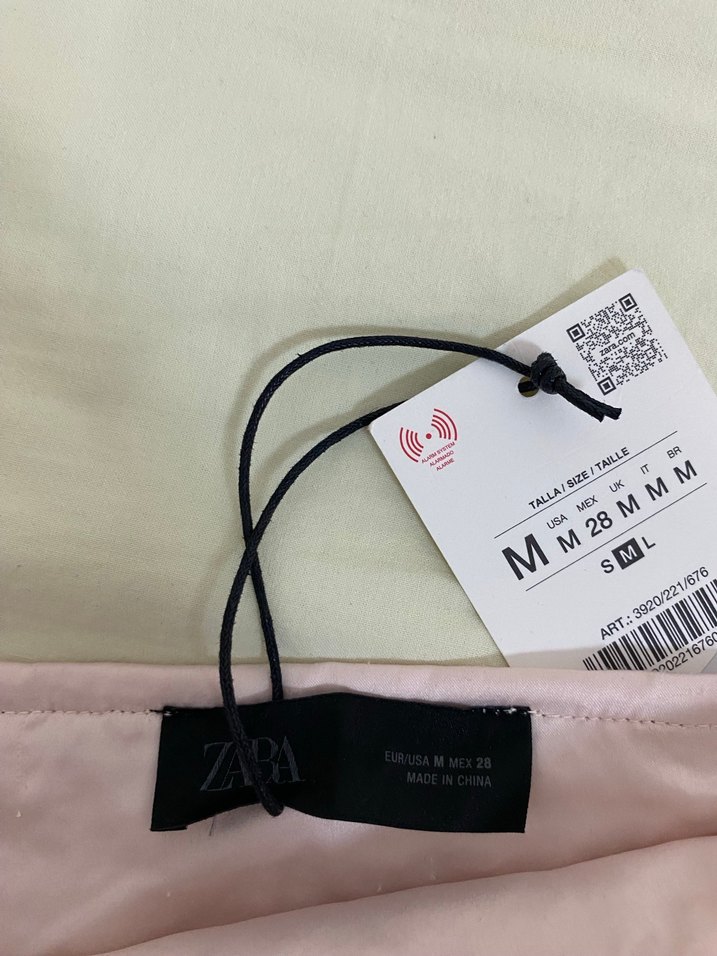 zara.com
ALARM SYSTEM
ALARMADO
ALARME
TALLA / SIZE / TAILLE
USA MEX UK IT BR
M M 28 M M M
S M L
ART.: 3920/221/676
ZARA
EUR/USA M MEX 28
MADE IN CHINA